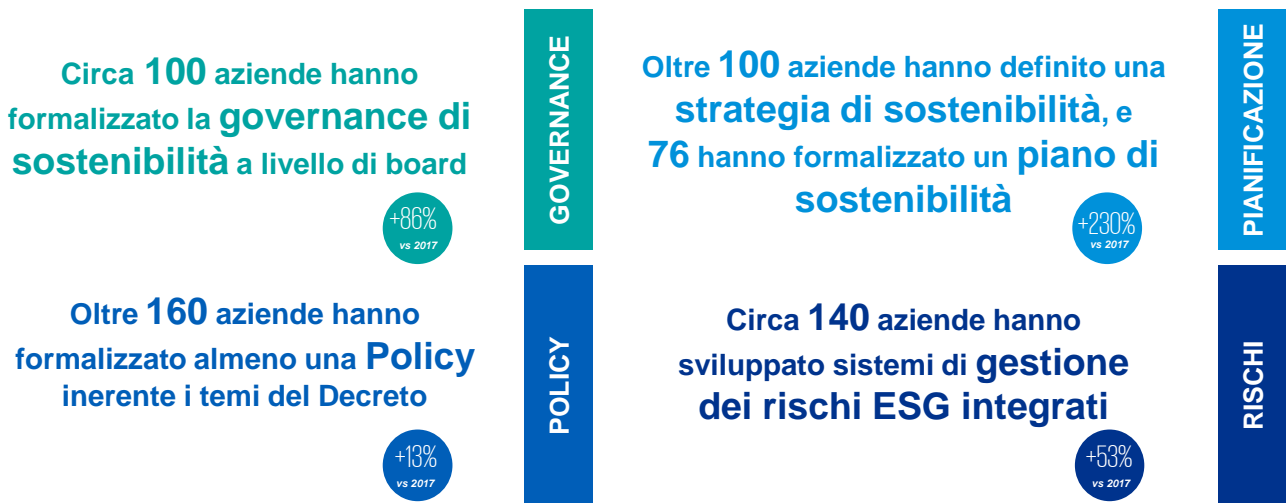 Circa 100 aziende hanno
formalizzato la governance di
sostenibilità a livello di board
+86%
vs 2017
GOVERNANCE
Oltre 100 aziende hanno definito una
strategia di sostenibilità, e
76 hanno formalizzato un piano di
sostenibilità
+230%
vs 2017
PIANIFICAZIONE
Oltre 160 aziende hanno
formalizzato almeno una Policy
inerente i temi del Decreto
+13%
vs 2017
POLICY
Circa 140 aziende hanno
sviluppato sistemi di gestione
dei rischi ESG integrati
+53%
vs 2017
RISCHI